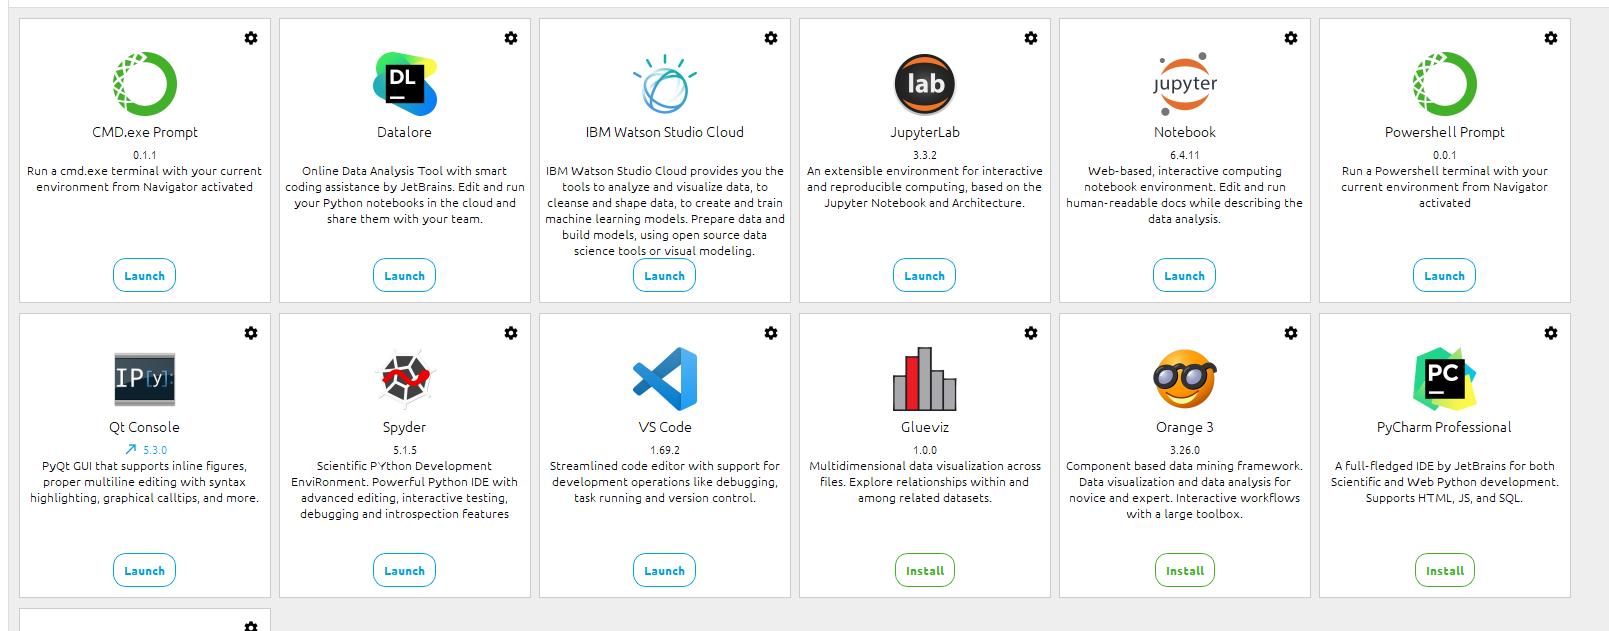 DL
lab
jupyter
CMD.exe Prompt
Datalore
IBM Watson Studio Cloud
JupyterLab
Notebook
Powershell Prompt
0.1.1
3.3.2
6.4.11
0.0.1
Run a cmd.exe terminal with your current
environment from Navigator activated
Online Data Analysis Tool with smart
coding assistance by JetBrains. Edit and run
your Python notebooks in the cloud and
share them with your team.
IBM Watson Studio Cloud provides you the
tools to analyze and visualize data, to
cleanse and shape data, to create and train
machine learning models. Prepare data and
build models, using open source data
science tools or visual modeling.
An extensible environment for interactive
and reproducible computing, based on the
Jupyter Notebook and Architecture.
Web-based, interactive computing
notebook environment. Edit and run
human-readable docs while describing the
data analysis.
Run a Powershell terminal with your
current environment from Navigator
activated
Launch
Launch
Launch
Launch
Launch
Launch
IP[y]:
PC
Qt Console
Spyder
VS Code
Glueviz
Orange 3
PyCharm Professional
5.3.0
5.1.5
1.69.2
1.0.0
3.26.0
PyQt GUI that supports inline figures,
proper multiline editing with syntax
highlighting, graphical calltips, and more.
Scientific PYthon Development
EnviRonment. Powerful Python IDE with
advanced editing, interactive testing,
debugging and introspection features
Streamlined code editor with support for
development operations like debugging,
task running and version control.
Multidimensional data visualization across
files. Explore relationships within and
among related datasets.
Component based data mining framework.
Data visualization and data analysis for
novice and expert. Interactive workflows
with a large toolbox.
A full-fledged IDE by JetBrains for both
Scientific and Web Python development.
Supports HTML, JS, and SQL.
Launch
Launch
Launch
Install
Install
Install